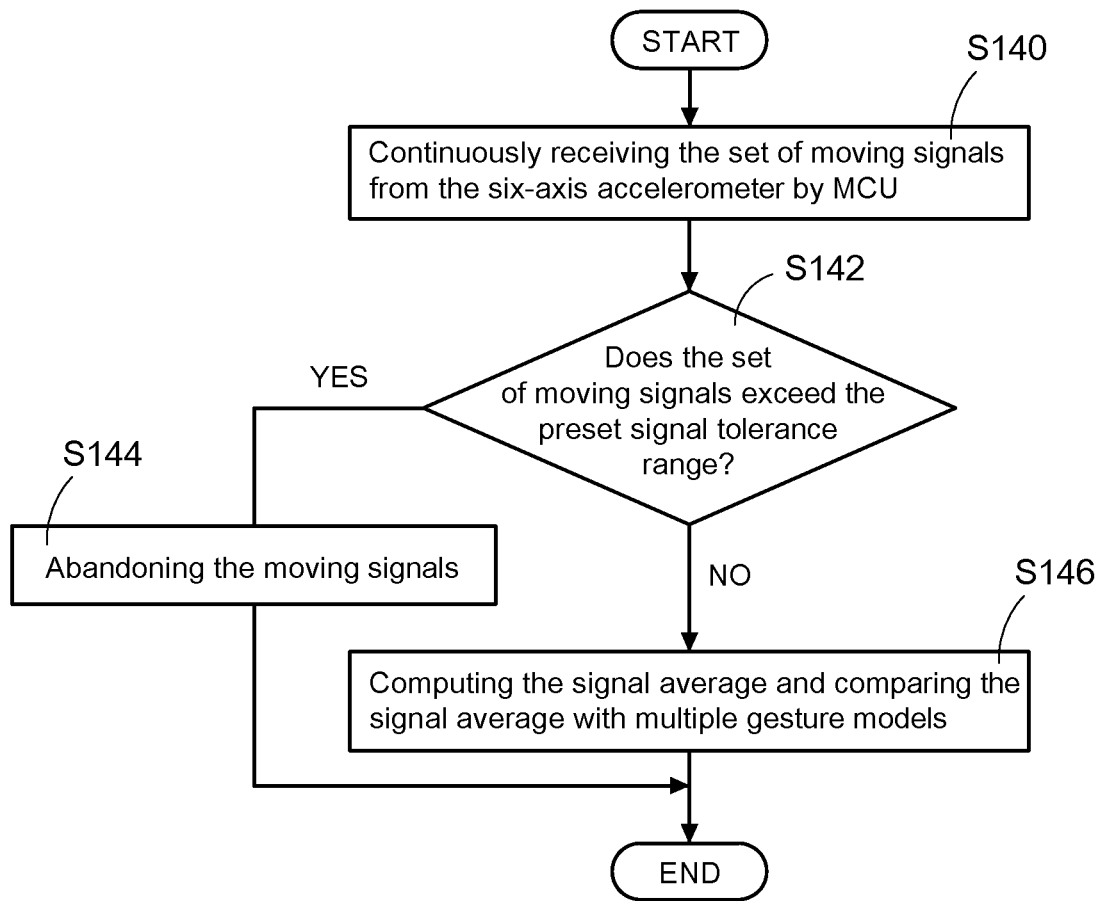 START
S140
Continuously receiving the set of moving signals
from the six-axis accelerometer by MCU
S142
Does the set
of moving signals exceed the
preset signal tolerance
range?
YES
S144
Abandoning the moving signals
NO
S146
Computing the signal average and comparing the
signal average with multiple gesture models
END